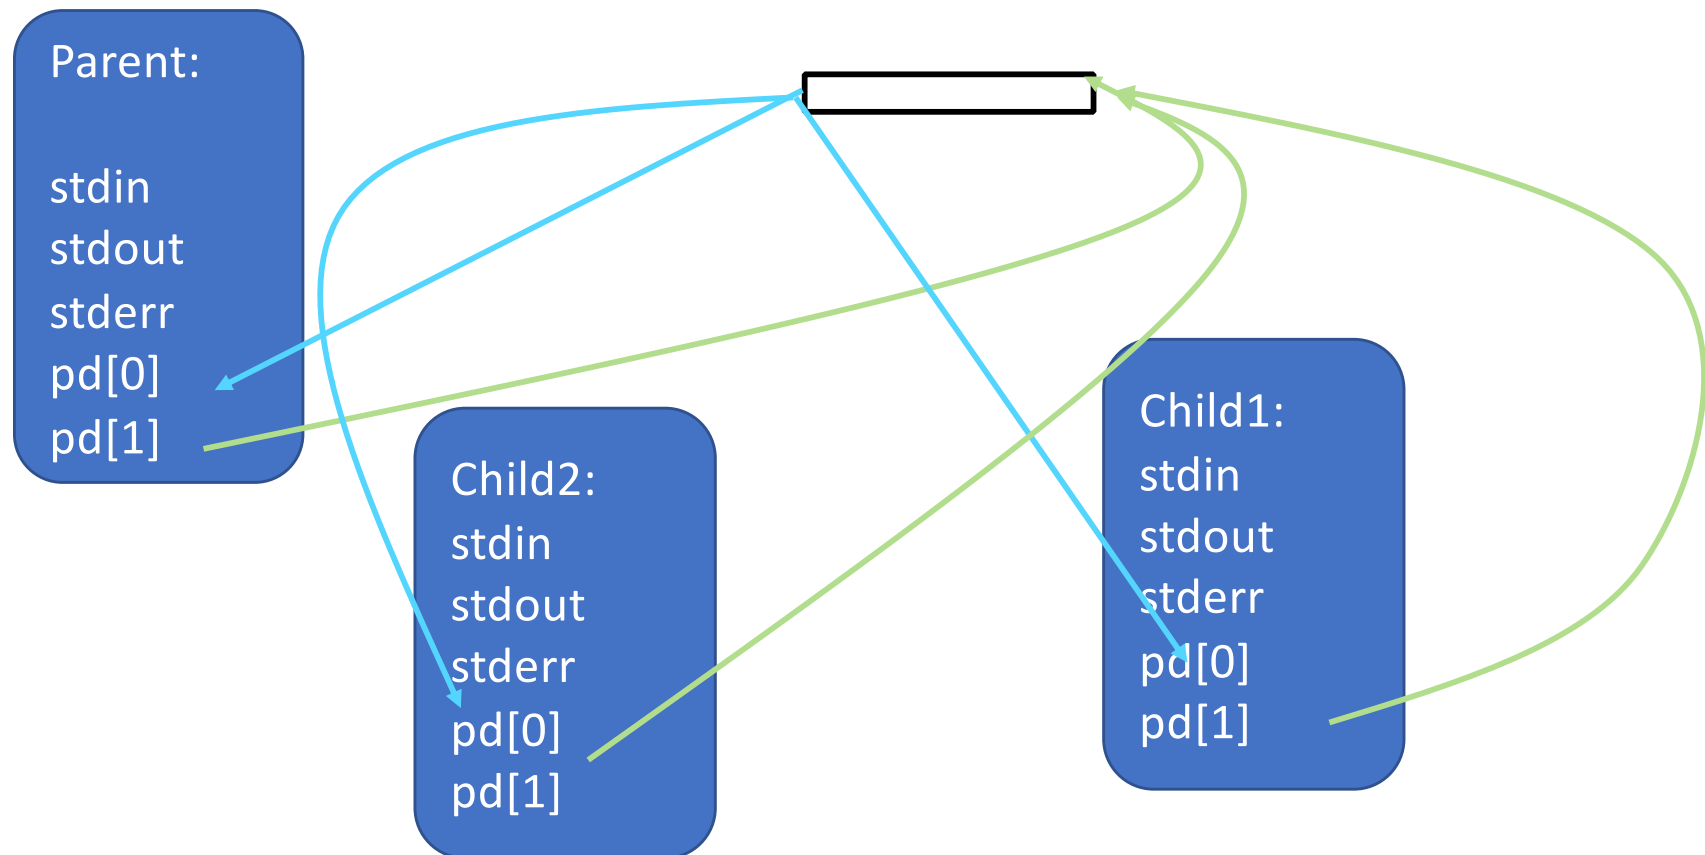 Parent:
stdin
stdout
stderr
pd[0]
pd[1]
Child2:
stdin
stdout
stderr
pd[0]
pd[1]
Child1:
stdin
stdout
stderr
pd[0]
pd[1]